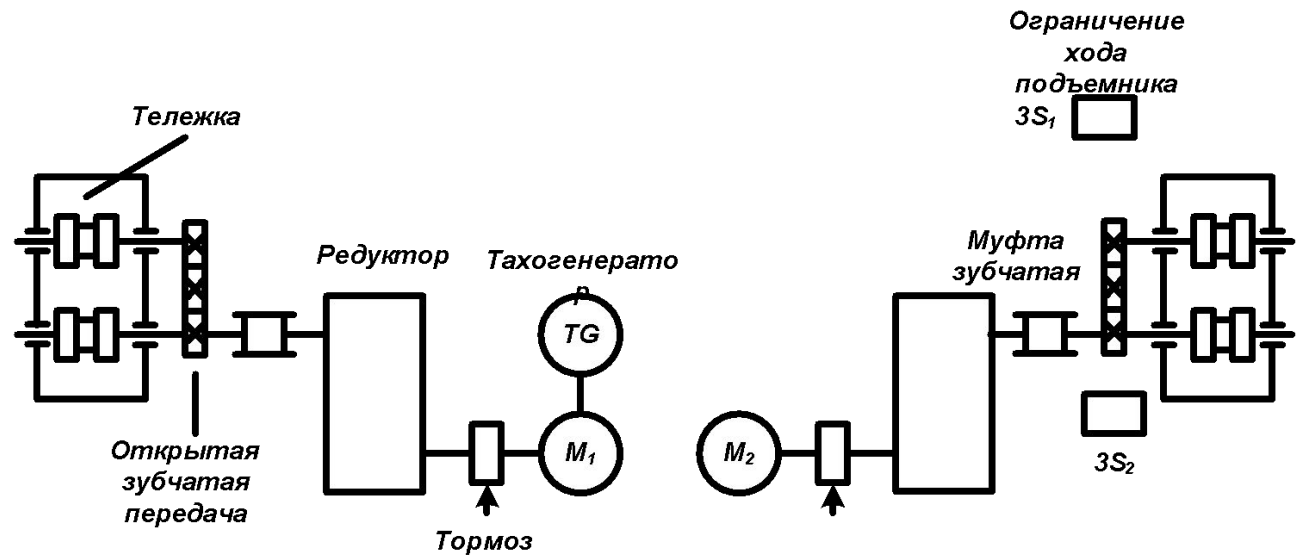 Ограничение
хода
подъемника
3S1
Тележка
Редуктор
Тахогенерато
р
TG
Муфта
зубчатая
M1
M2
3S2
Открытая
зубчатая
передача
Тормоз